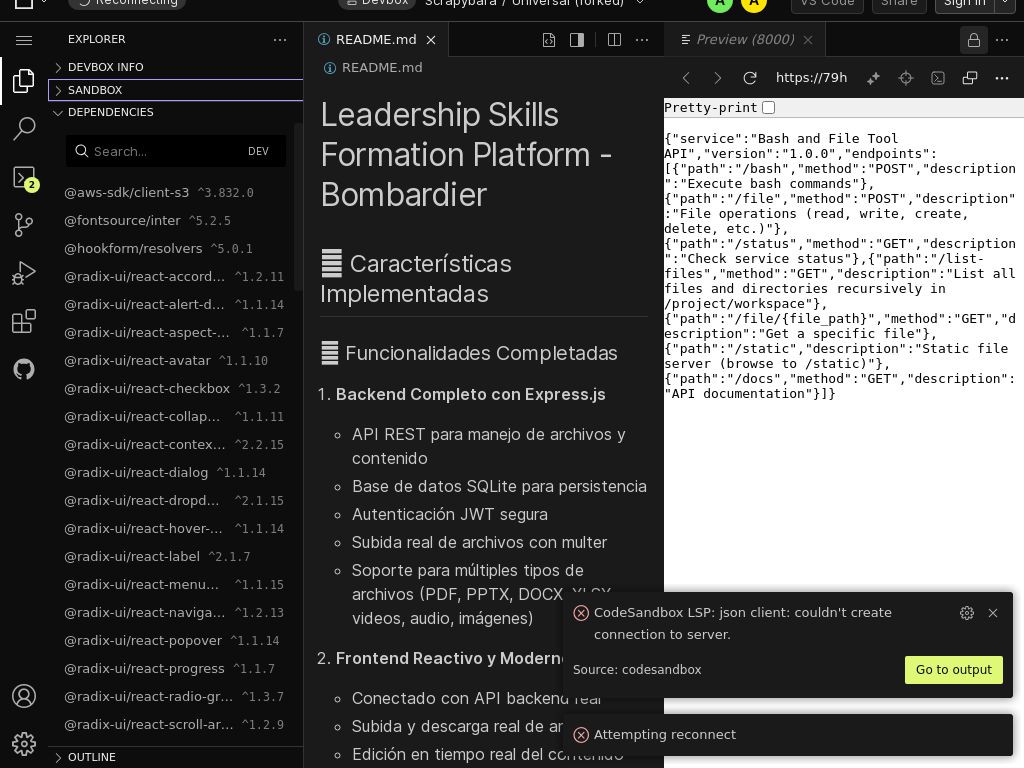 Reconnecting
Devbox
Scrapybara / Universal (forked)
A
A
VS Code
Share
Sign in
EXPLORER
DEVBOX INFO
SANDBOX
DEPENDENCIES
Search...
DEV
2
@aws-sdk/client-s3 ^3.832.0
@fontsource/inter ^5.2.5
@hookform/resolvers ^5.0.1
@radix-ui/react-accord... ^1.2.11
@radix-ui/react-alert-d... ^1.1.14
@radix-ui/react-aspect-... ^1.1.7
@radix-ui/react-avatar ^1.1.10
@radix-ui/react-checkbox ^1.3.2
@radix-ui/react-collap... ^1.1.11
@radix-ui/react-contex... ^2.2.15
@radix-ui/react-dialog ^1.1.14
@radix-ui/react-dropd... ^2.1.15
@radix-ui/react-hover-... ^1.1.14
@radix-ui/react-label ^2.1.7
@radix-ui/react-menu... ^1.1.15
@radix-ui/react-naviga... ^1.2.13
@radix-ui/react-popover ^1.1.14
@radix-ui/react-progress ^1.1.7
@radix-ui/react-radio-gr... ^1.3.7
@radix-ui/react-scroll-ar... ^1.2.9
OUTLINE
README.md
README.md
Leadership Skills
Formation Platform -
Bombardier
Características
Implementadas
Funcionalidades Completadas
1. Backend Completo con Express.js
API REST para manejo de archivos y
contenido
Base de datos SQLite para persistencia
Autenticación JWT segura
Subida real de archivos con multer
Soporte para múltiples tipos de
archivos (PDF, PPTX, DOCX, XLSX,
videos, audio, imágenes)
2. Frontend Reactivo y Moderno
Conectado con API backend real
Subida y descarga real de ar
Edición en tiempo real del contenido
Preview (8000)
https://79h
Pretty-print
{"service":"Bash and File Tool
API","version":"1.0.0","endpoints":
[{"path":"/bash","method":"POST","description
":"Execute bash commands"},
{"path":"/file","method":"POST","description"
:"File operations (read, write, create,
delete, etc.)"},
{"path":"/status","method":"GET","description
":"Check service status"},{"path":"/list-
files","method":"GET","description":"List all
files and directories recursively in
/project/workspace"},
{"path":"/file/{file_path}","method":"GET","d
escription":"Get a specific file"},
{"path":"/static","description":"Static file
server (browse to /static)"},
{"path":"/docs","method":"GET","description":
"API documentation"}]}
CodeSandbox LSP: json client: couldn't create
connection to server.
Source: codesandbox
Go to output
Attempting reconnect